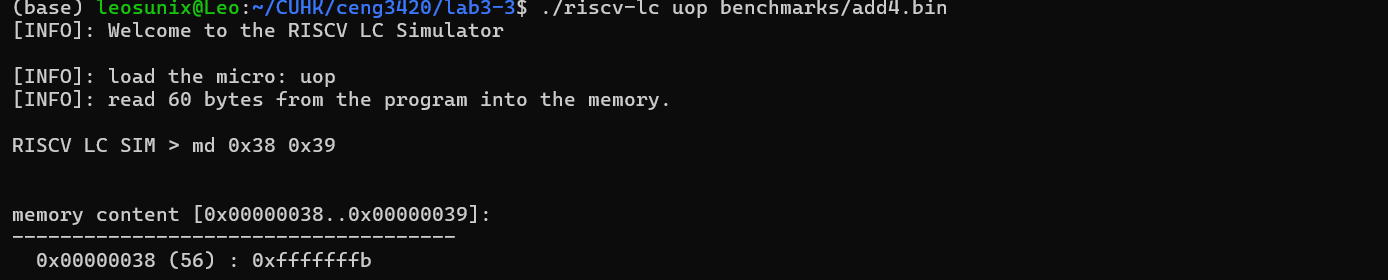 (base) leosunix@Leo:~/CUHK/ceng3420/lab3-3$ ./riscv-lc uop benchmarks/add4.bin
[INFO]: Welcome to the RISCV LC Simulator
[INFO]: load the micro: uop
[INFO]: read 60 bytes from the program into the memory.
RISCV LC SIM > md 0x38 0x39
memory content [0x00000038..0x00000039]:
-------------------------------------
  0x00000038 (56) : 0xfffffffb